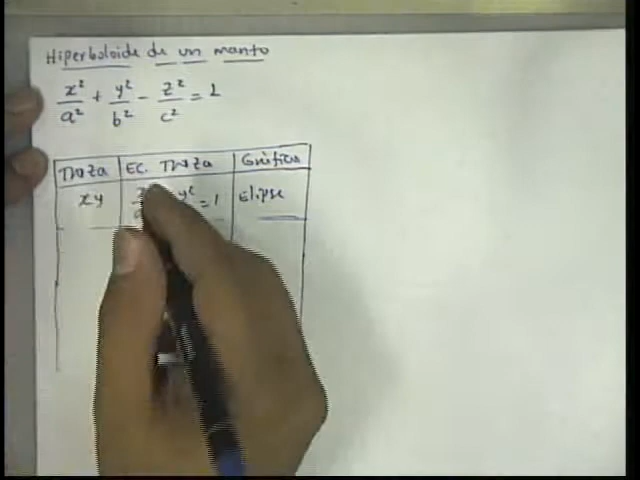 Hiperboloide de un manto
x²/a² + y²/b² - z²/c² = 1
Traza EC. Traza Gráfica
xy y² = 1 Elipse